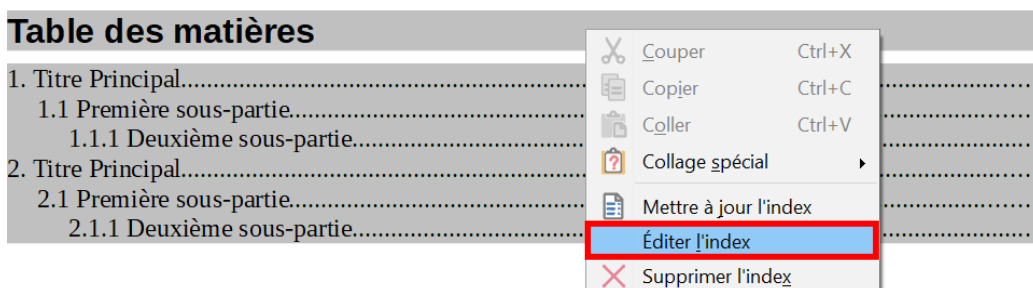 Table des matières
1. Titre Principal
1.1 Première sous-partie
1.1.1 Deuxième sous-partie
2. Titre Principal
2.1 Première sous-partie
2.1.1 Deuxième sous-partie
Couper Ctrl+X
Copier Ctrl+C
Coller Ctrl+V
Collage spécial
Mettre à jour l'index
Éditer l'index
Supprimer l'index